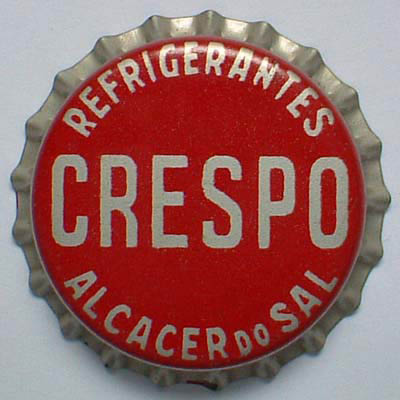 REFRIGERANTES
CRESPO
ALCACER DO SAL